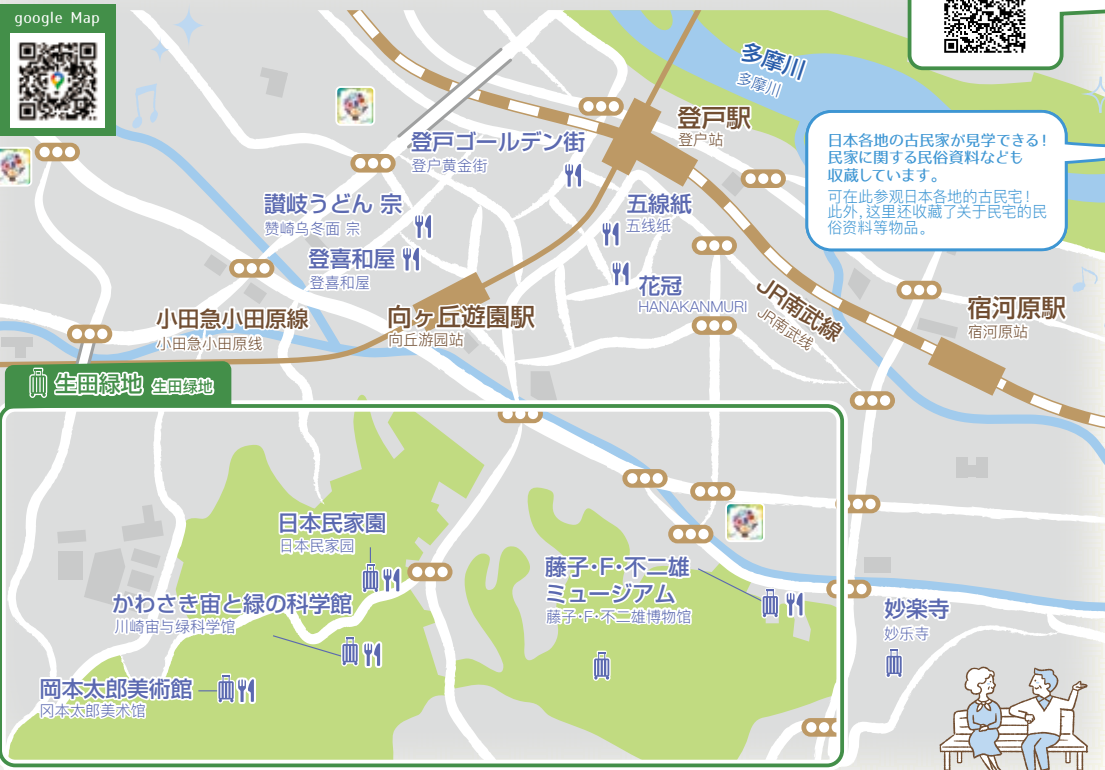 google Map
多摩川
多摩川
登戸駅
登户站
登戸ゴールデン街
登户黄金街
日本各地の古民家が見学できる!
民家に関する民俗資料なども
収蔵しています。
可在此参观日本各地的古民宅!
此外,这里还收藏了关于民宅的民
俗资料等物品。
讃岐うどん 宗
赞崎乌冬面 宗
五線紙
五线纸
登喜和屋
登喜和屋
花冠
HANAKANMURI
JR南武線
JR南武线
宿河原駅
宿河原站
小田急小田原線
小田急小田原线
向ヶ丘遊園駅
向丘游园站
生田緑地 生田绿地
日本民家園
日本民家园
藤子・F・不二雄
ミュージアム
藤子・F・不二雄博物馆
かわさき宙と緑の科学館
川崎宙与绿科学馆
妙楽寺
妙乐寺
岡本太郎美術館
冈本太郎美术馆